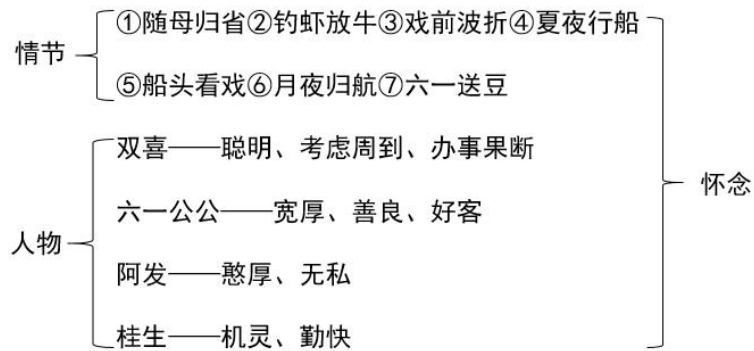 情节
①随母归省②钓虾放牛③戏前波折④夏夜行船
⑤船头看戏⑥月夜归航⑦六一送豆
人物
双喜——聪明、考虑周到、办事果断
六一公公——宽厚、善良、好客
阿发——憨厚、无私
桂生——机灵、勤快
怀念